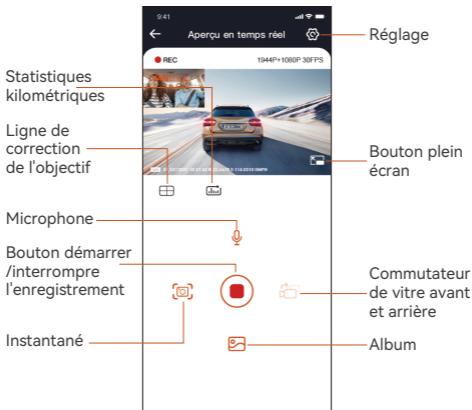 9:41
Aperçu en temps réel
Réglage
REC
1944P+1080P 30FPS
Statistiques
kilométriques
Ligne de
correction
de l'objectif
Bouton plein
écran
Microphone
Bouton démarrer
/interrompre
l'enregistrement
Commutateur
de vitre avant
et arrière
Instantané
Album